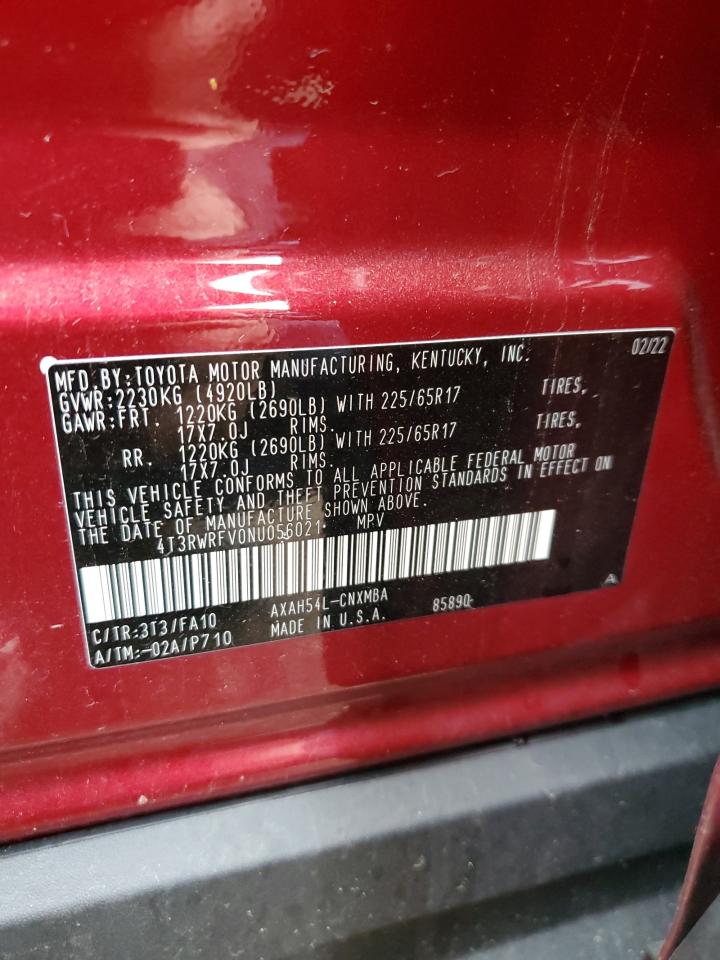 MFD.BY:TOYOTA MOTOR MANUFACTURING, KENTUCKY, INC. 02/22
GVWR:2230KG (4920LB)
GAWR:FRT. 1220KG (2690LB) WITH 225/65R17 TIRES,
17X7.0J RIMS.
RR. 1220KG (2690LB) WITH 225/65R17 TIRES,
17X7.0J RIMS.
THIS VEHICLE CONFORMS TO ALL APPLICABLE FEDERAL MOTOR
VEHICLE SAFETY AND THEFT PREVENTION STANDARDS IN EFFECT ON
THE DATE OF MANUFACTURE SHOWN ABOVE.
4T3RWRFV0NU056021 MPV
C/TR:3T3/FA10 AXAH54L-CNXMBA 85890- A
A/TM:-02A/P710 MADE IN U.S.A.